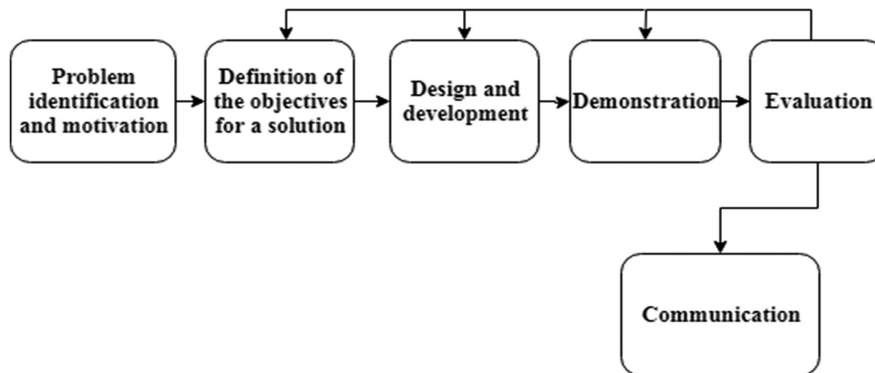 Problem
identification
and motivation
Definition of
the objectives
for a solution
Design and
development
Demonstration
Evaluation
Communication